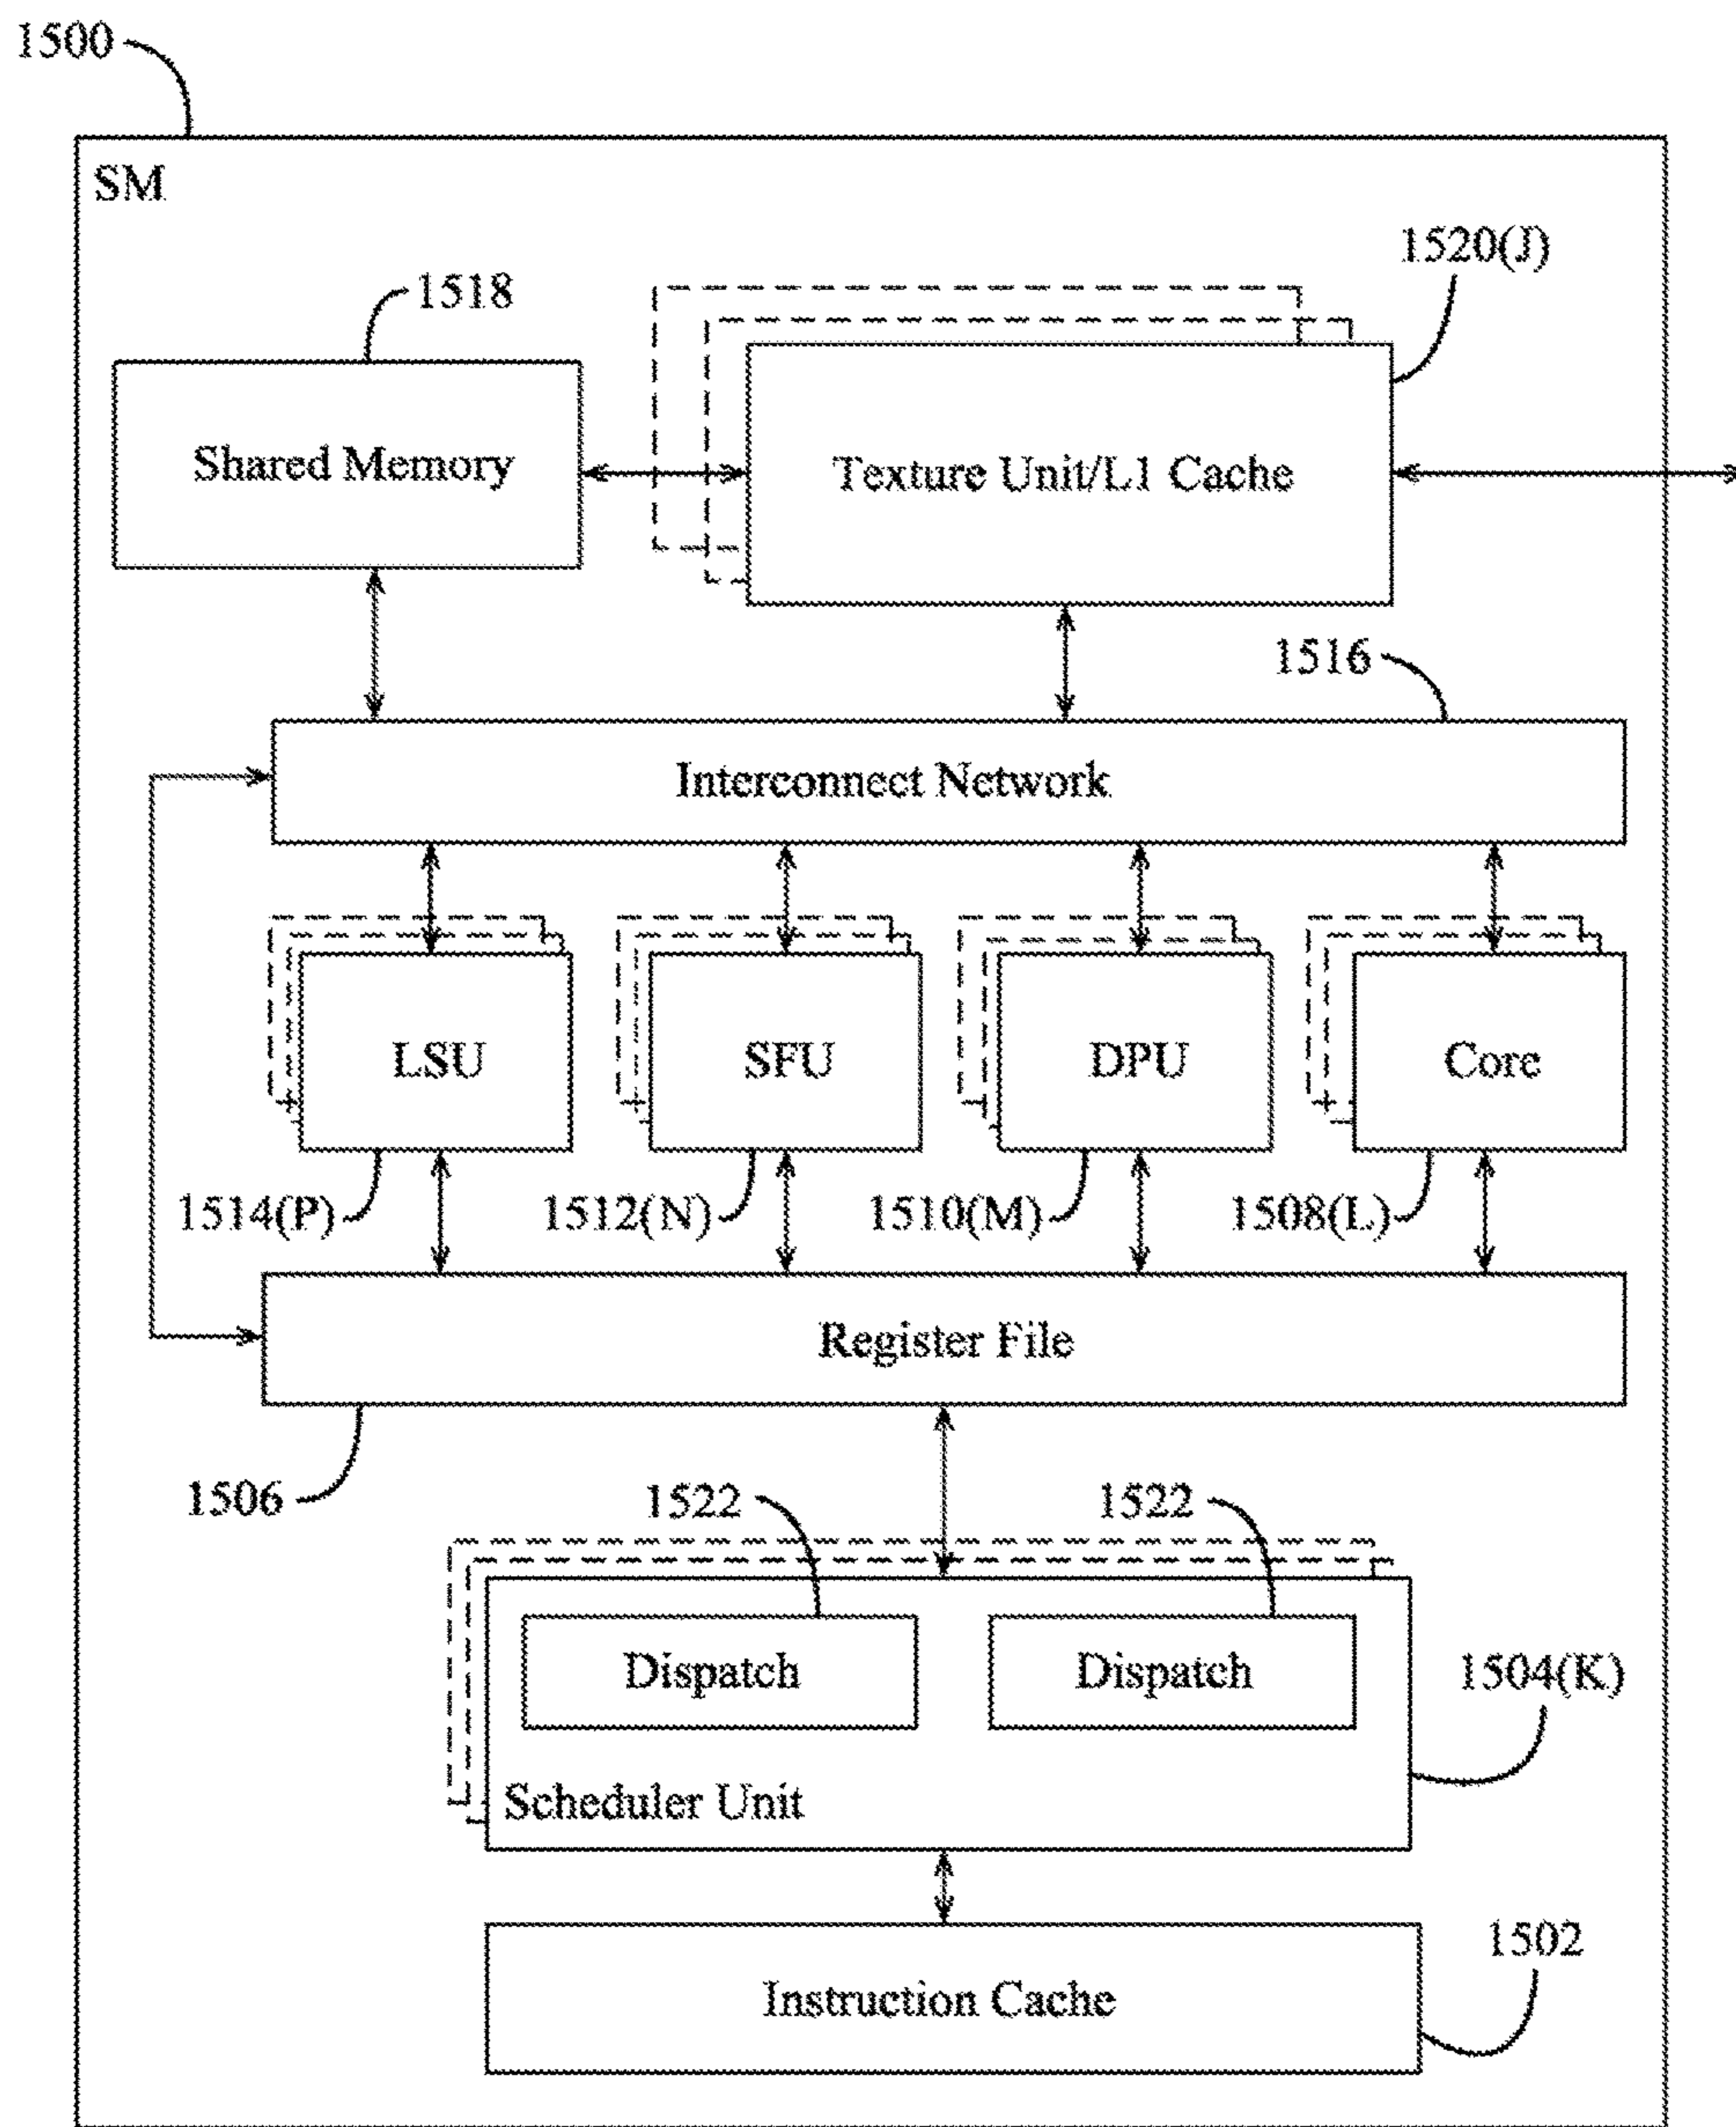 1500
SM
1520(J)
1518
Shared Memory
Texture Unit/L1 Cache
1516
Interconnect Network
LSU
SFU
DPU
Core
1514(P)
1512(N)
1510(M)
1508(L)
Register File
1506
1522
1522
Dispatch
Dispatch
1504(K)
Scheduler Unit
1502
Instruction Cache